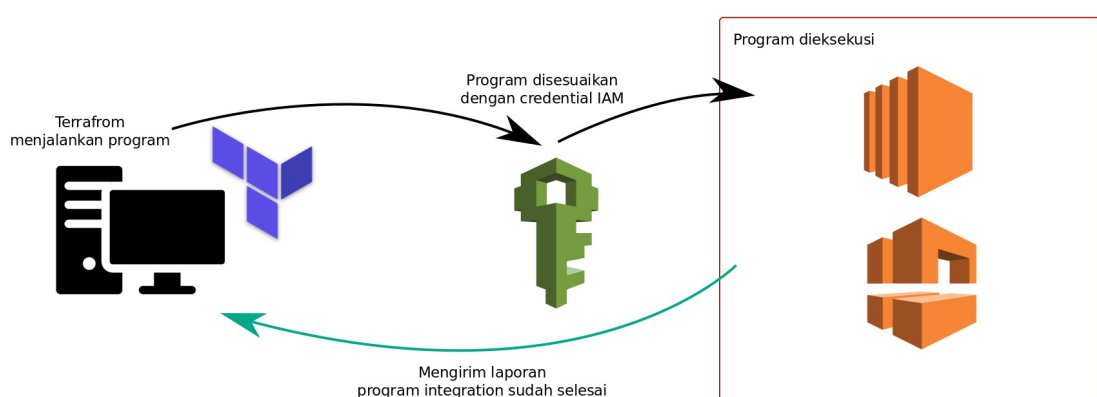 Terrafrom
menjalankan program
Program disesuaikan
dengan credential IAM
Program dieksekusi
Mengirim laporan
program integration sudah selesai